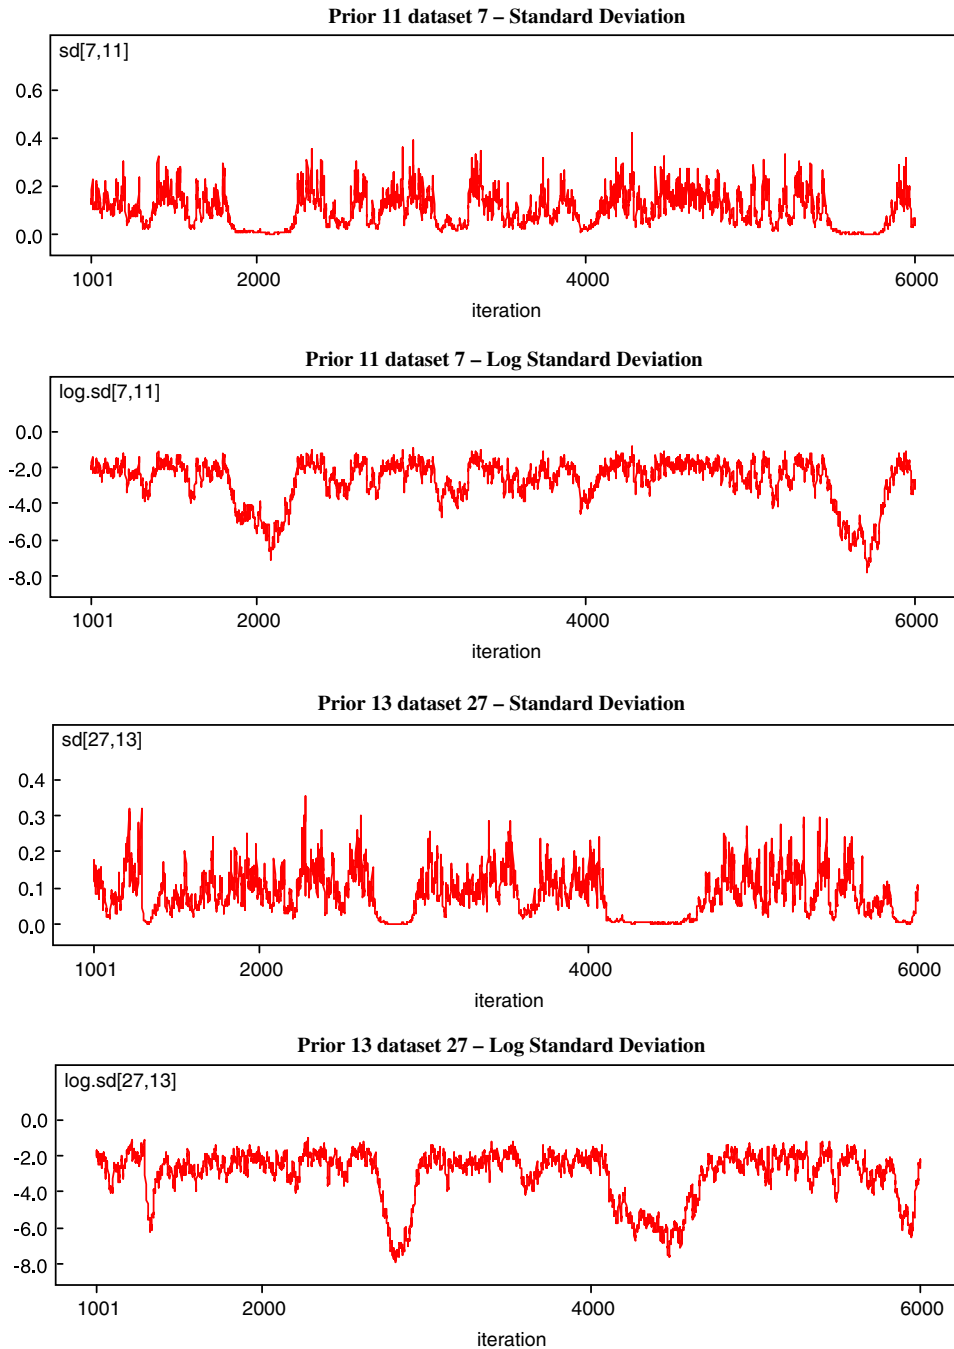 Prior 11 dataset 7 – Standard Deviation
sd[7,11]
0.6
0.4
0.2
0.0
1001 2000 4000 6000
iteration
Prior 11 dataset 7 – Log Standard Deviation
log.sd[7,11]
0.0
-2.0
-4.0
-6.0
-8.0
1001 2000 4000 6000
iteration
Prior 13 dataset 27 – Standard Deviation
sd[27,13]
0.4
0.3
0.2
0.1
0.0
1001 2000 4000 6000
iteration
Prior 13 dataset 27 – Log Standard Deviation
log.sd[27,13]
0.0
-2.0
-4.0
-6.0
-8.0
1001 2000 4000 6000
iteration